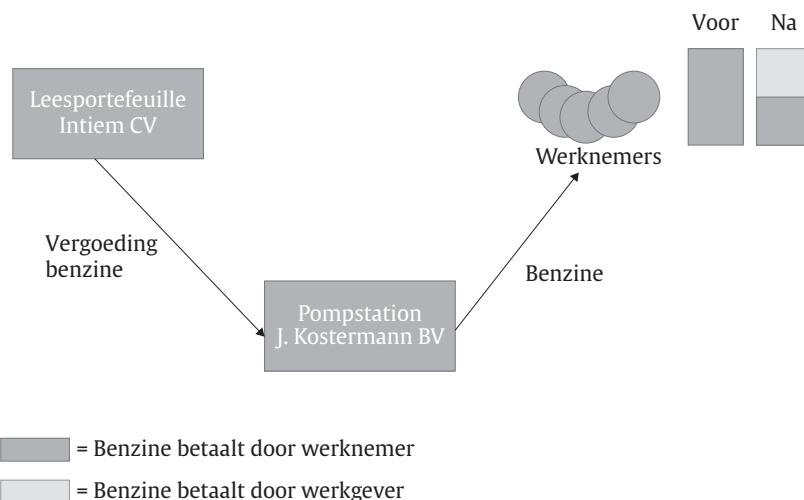 Voor Na
Leesportefeuille
Intiem CV
Werknemers
Vergoeding
benzine
Benzine
Pompstation
J. Kostermann BV
= Benzine betaalt door werknemer
= Benzine betaalt door werkgever